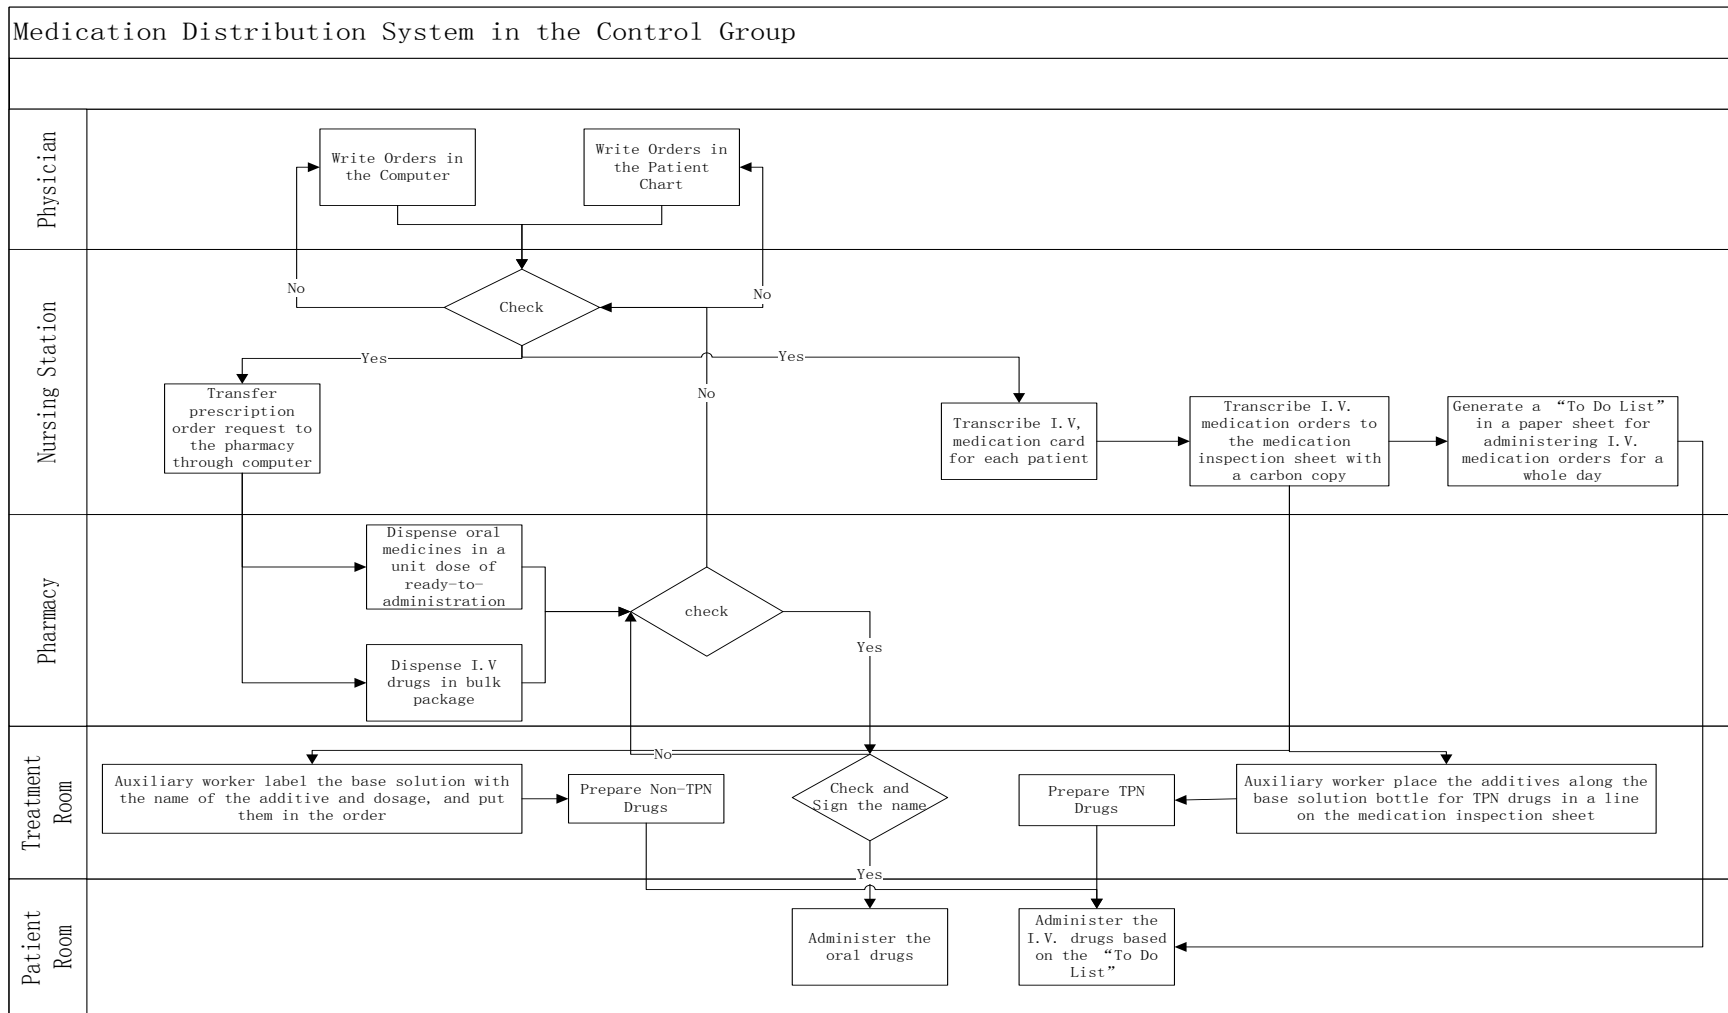 Medication Distribution System in the Control Group
Physician
Write Orders in
the Computer
Write Orders in
the Patient
Chart
Nursing Station
No
Check
No
Yes
Yes
Transfer
prescription
order request to
the pharmacy
through computer
No
Transcribe I.V,
medication card
for each patient
Transcribe I.V.
medication orders to
the medication
inspection sheet with
a carbon copy
Generate a “To Do List”
in a paper sheet for
administering I.V.
medication orders for a
whole day
Pharmacy
Dispense oral
medicines in a
unit dose of
ready-to-
administration
check
Yes
Dispense I.V
drugs in bulk
package
Treatment
Room
No
Auxiliary worker label the base solution with
the name of the additive and dosage, and put
them in the order
Prepare Non-TPN
Drugs
Check and
Sign the name
Prepare TPN
Drugs
Auxiliary worker place the additives along the
base solution bottle for TPN drugs in a line
on the medication inspection sheet
Yes
Patient
Room
Administer the
oral drugs
Administer the
I.V. drugs based
on the “To Do
List”